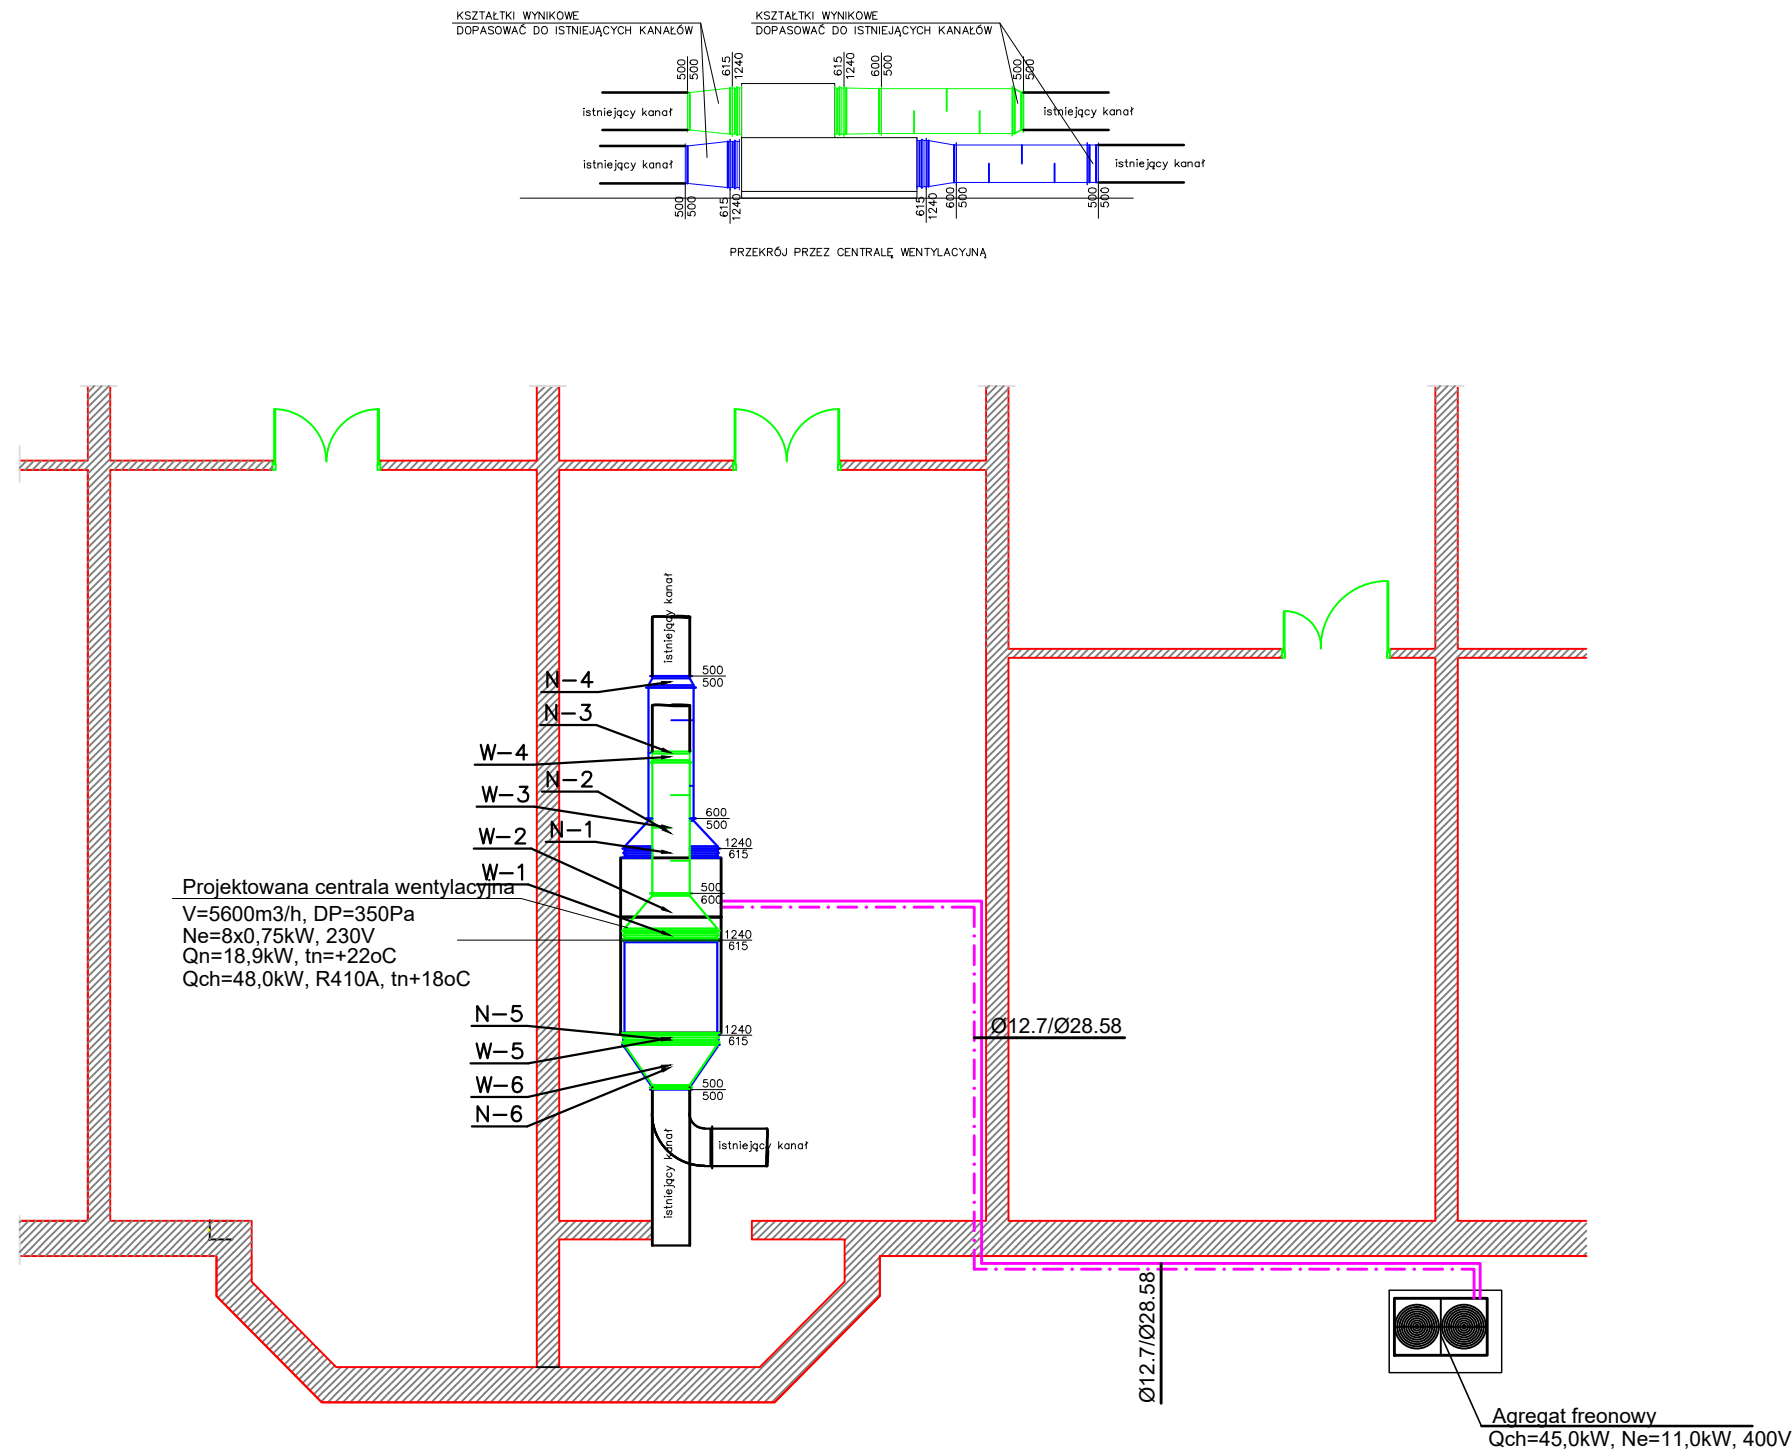 KSZTAŁTKI WYNIKOWE
DOPASOWAĆ DO ISTNIEJĄCYCH KANAŁÓW
KSZTAŁTKI WYNIKOWE
DOPASOWAĆ DO ISTNIEJĄCYCH KANAŁÓW
500
500
615
1240
615
1240
600
500
500
500
istniejący kanał
istniejący kanał
istniejący kanał
istniejący kanał
500
500
615
1240
615
1240
600
500
500
500
PRZEKRÓJ PRZEZ CENTRALĘ WENTYLACYJNĄ
istniejący kanał
N-4
500
500
N-3
W-4
N-2
W-3
600
500
N-1
W-2
1240
615
W-1
500
600
Projektowana centrala wentylacyjna
V=5600m3/h, DP=350Pa
Ne=8x0,75kW, 230V
Qn=18,9kW, tn=+22oC
Qch=48,0kW, R410A, tn+18oC
1240
615
N-5
1240
615
W-5
W-6
500
500
N-6
istniejący kanał
istniejący kanał
Ø12.7/Ø28.58
Ø12.7/Ø28.58
Agregat freonowy
Qch=45,0kW, Ne=11,0kW, 400V